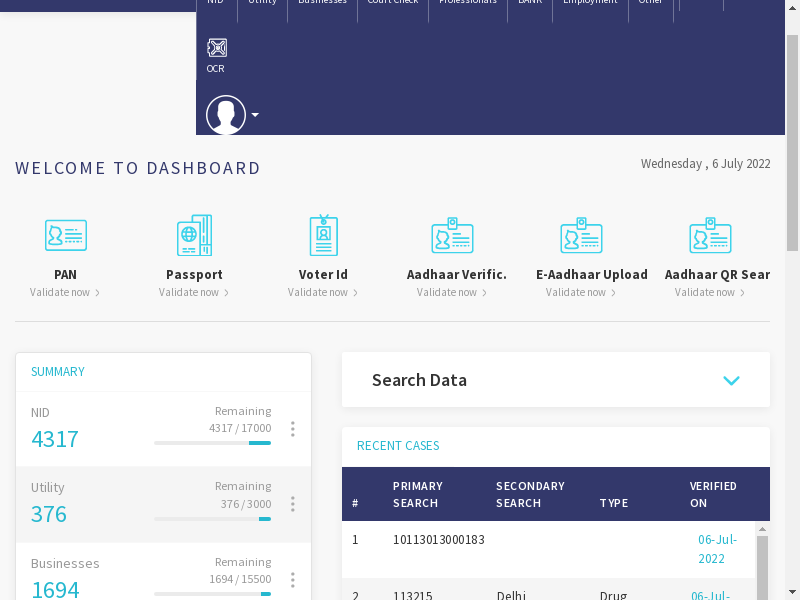 NID Utility Businesses Court Check Professionals BANK Employment Other
OCR
WELCOME TO DASHBOARD
Wednesday , 6 July 2022
PAN Passport Voter Id Aadhaar Verific. E-Aadhaar Upload Aadhaar QR Sear
Validate now Validate now Validate now Validate now Validate now Validate now
SUMMARY
NID
4317
Remaining
4317 / 17000
Utility
376
Remaining
376 / 3000
Businesses
1694
Remaining
1694 / 15500
Search Data
RECENT CASES
# PRIMARY SEARCH SECONDARY SEARCH TYPE VERIFIED ON
1 10113013000183 06-Jul-2022
2 113215 Delhi Drug 06-Jul-